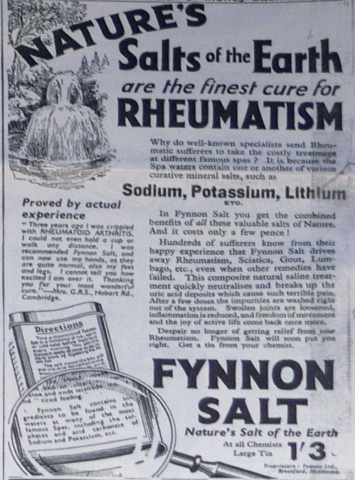 NATURE'S
Salts of the Earth
are the finest cure for
RHEUMATISM
Why do well-known specialists send Rheu-
matic sufferers to take the costly treatment
at different famous spas ? It is because the
Spa waters contain one or another of various
curative mineral salts, such as
Sodium, Potassium, Lithium
ETC.
In Fynnon Salt you get the combined
benefits of all these valuable salts of Nature.
And it costs only a few pence !
Hundreds of sufferers know from their
happy experience that Fynnon Salt drives
away Rheumatism, Sciatica, Gout, Lum-
bago, etc., even when other remedies have
failed. This composite natural saline treat-
ment quickly neutralises and breaks up the
uric acid deposits which cause such terrible pain.
After a few doses the impurities are washed right
out of the system. Swollen joints are loosened,
inflammation is reduced, and freedom of movement
and the joy of active life come back once more.
Despair no longer of getting relief from your
Rheumatism. Fynnon Salt will soon put you
right. Get a tin from your chemist.
Proved by actual
experience
" Three years ago I was crippled
with RHEUMATOID ARTHRITIS.
I could not even hold a cup or
walk any distance. I was
recommended Fynnon Salt, and
can now use my hands, as they
are quite normal, also my feet
and legs. I cannot tell you how
excited I am over it. Thanking
you for your most wonderful
cure."—Mrs. G.R.S., Hobart Rd.,
Cambridge.
Directions
tired feeling.
Fynnon Salt contains
gredients to be found in the
waters at many of the most
famous Spas, including the sul-
phates and acid carbonate of
Sodium and Potassium, etc.
FYNNON
SALT
Nature's Salt of the Earth
At all Chemists
Large Tin
1'3
Proprietors : Fynnon Ltd.,
Brentford, Middlesex.